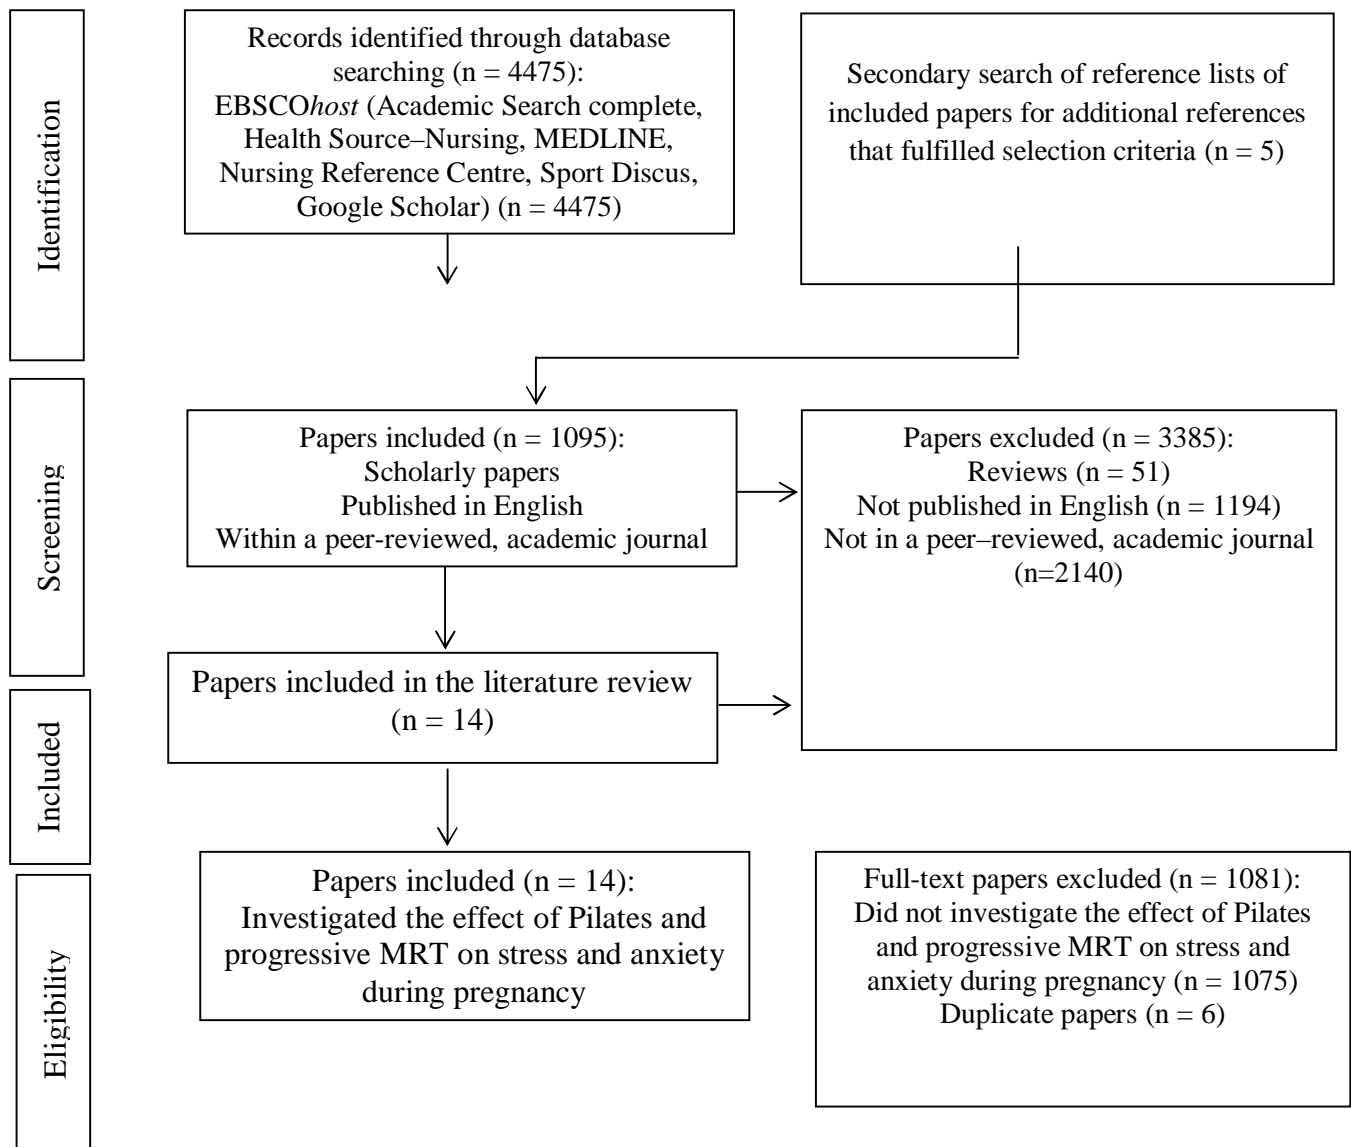 Identification
Records identified through database
searching (n = 4475):
EBSCOhost (Academic Search complete,
Health Source–Nursing, MEDLINE,
Nursing Reference Centre, Sport Discus,
Google Scholar) (n = 4475)
Secondary search of reference lists of
included papers for additional references
that fulfilled selection criteria (n = 5)
Screening
Papers included (n = 1095):
Scholarly papers
Published in English
Within a peer-reviewed, academic journal
Papers excluded (n = 3385):
Reviews (n = 51)
Not published in English (n = 1194)
Not in a peer–reviewed, academic journal
(n=2140)
Included
Papers included in the literature review
(n = 14)
Eligibility
Papers included (n = 14):
Investigated the effect of Pilates and
progressive MRT on stress and anxiety
during pregnancy
Full-text papers excluded (n = 1081):
Did not investigate the effect of Pilates
and progressive MRT on stress and
anxiety during pregnancy (n = 1075)
Duplicate papers (n = 6)